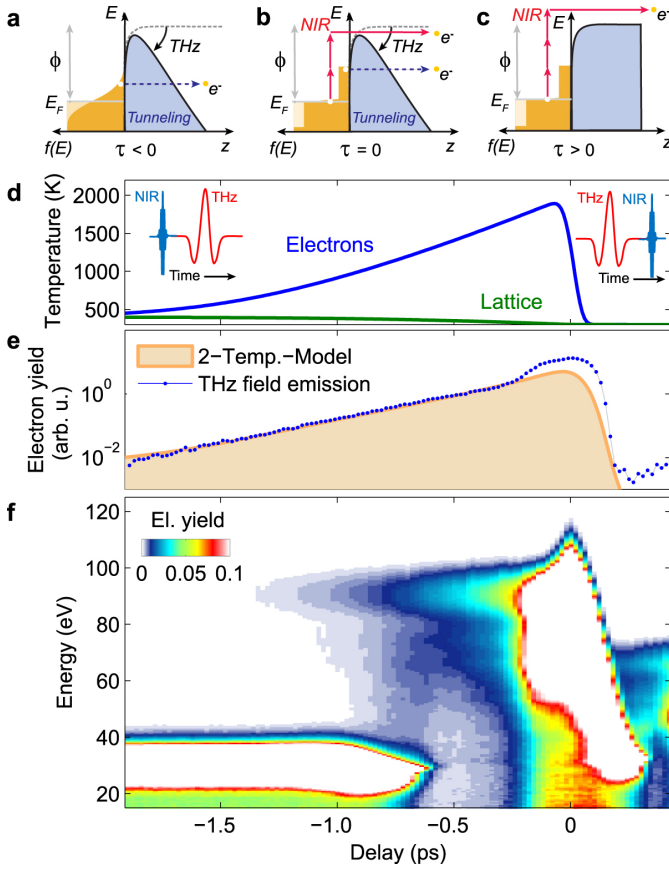 a
E
THz
ϕ
E_F
e-
Tunneling
f(E)
τ < 0
z
b
E
NIR
e-
THz
ϕ
E_F
e-
Tunneling
f(E)
τ = 0
z
c
NIR
E
e-
ϕ
E_F
f(E)
τ > 0
z
d
Temperature (K)
2000
1500
1000
500
NIR
THz
Time
Electrons
Lattice
THz
NIR
Time
e
Electron yield
(arb. u.)
10^0
10^-2
2−Temp.−Model
THz field emission
f
El. yield
0 0.05 0.1
Energy (eV)
120
100
80
60
40
20
−1.5 −1.0 −0.5 0
Delay (ps)